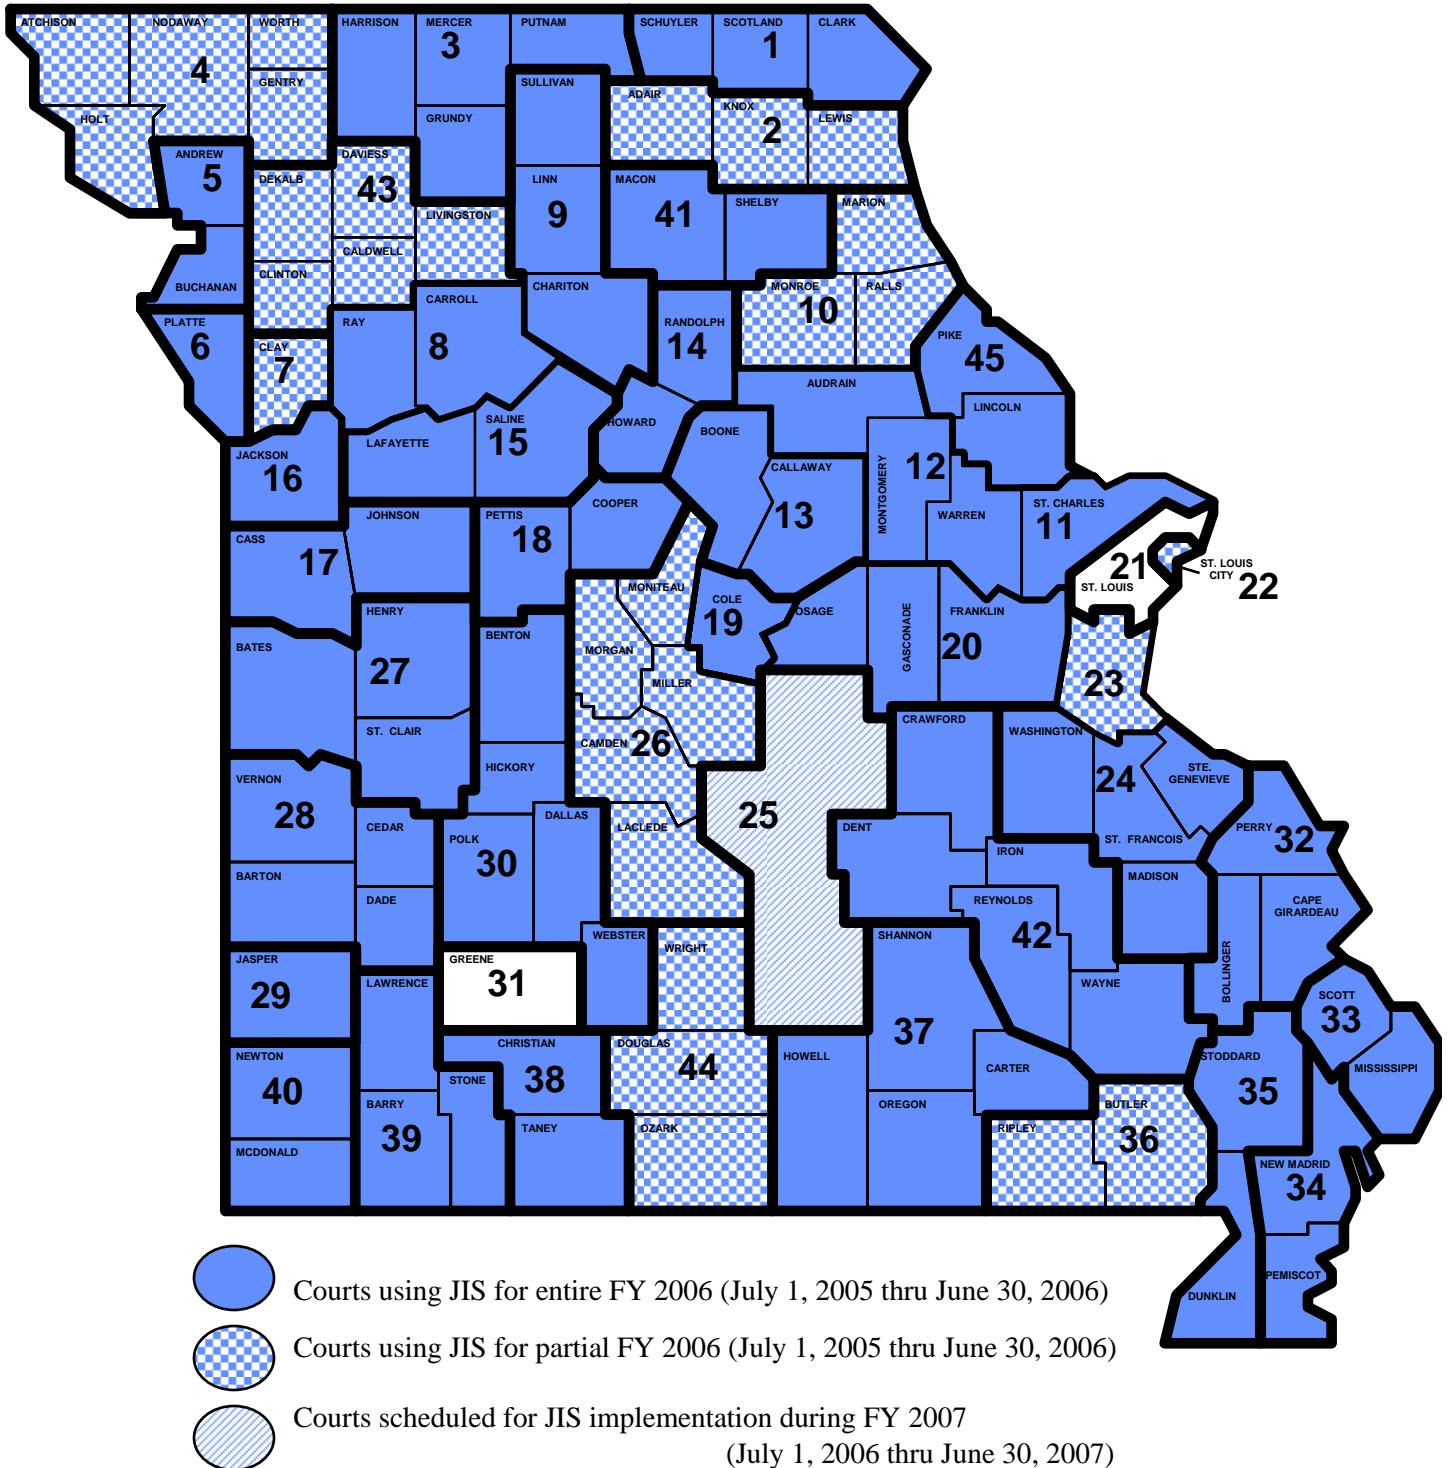 ATCHISON NODAWAY WORTH HARRISON MERCER PUTNAM SCHUYLER SCOTLAND CLARK
3 1
4
GENTRY SULLIVAN ADAIR KNOX
HOLT GRUNDY 2 LEWIS
ANDREW DAVIESS
5 DEKALB 43 LINN MACON
LIVINGSTON 9 41 SHELBY MARION
CALDWELL
CLINTON
BUCHANAN CARROLL CHARITON MONROE RALLS
10
PLATTE RAY RANDOLPH
6 CLAY 8 14 PIKE
7 45
AUDRAIN
LINCOLN
SALINE HOWARD BOONE
LAFAYETTE 15
JACKSON CALLAWAY MONTGOMERY 12
16
JOHNSON PETTIS COOPER 13 WARREN ST. CHARLES
18 11
CASS
17 21 ST. LOUIS
CITY 22
ST. LOUIS
MONITEAU COLE
HENRY 19 OSAGE GASCONADE FRANKLIN
BENTON 20
BATES MORGAN
27 MILLER 23
ST. CLAIR CAMDEN 26 CRAWFORD WASHINGTON
HICKORY STE.
GENEVIEVE
VERNON 24
28 CEDAR DALLAS LACLEDE 25 DENT
POLK ST. FRANCOIS PERRY 32
30 IRON
BARTON MADISON
DADE REYNOLDS CAPE
GIRARDEAU
WEBSTER SHANNON 42
WRIGHT
JASPER GREENE
29 LAWRENCE 31 WAYNE BOLLINGER SCOTT
33
37
NEWTON CHRISTIAN DOUGLAS HOWELL STODDARD
40 STONE 38 44 CARTER MISSISSIPPI
35
BARRY OREGON BUTLER
39 TANEY OZARK RIPLEY 36
MCDONALD NEW MADRID
34
PEMISCOT
DUNKLIN
Courts using JIS for entire FY 2006 (July 1, 2005 thru June 30, 2006)
Courts using JIS for partial FY 2006 (July 1, 2005 thru June 30, 2006)
Courts scheduled for JIS implementation during FY 2007
(July 1, 2006 thru June 30, 2007)